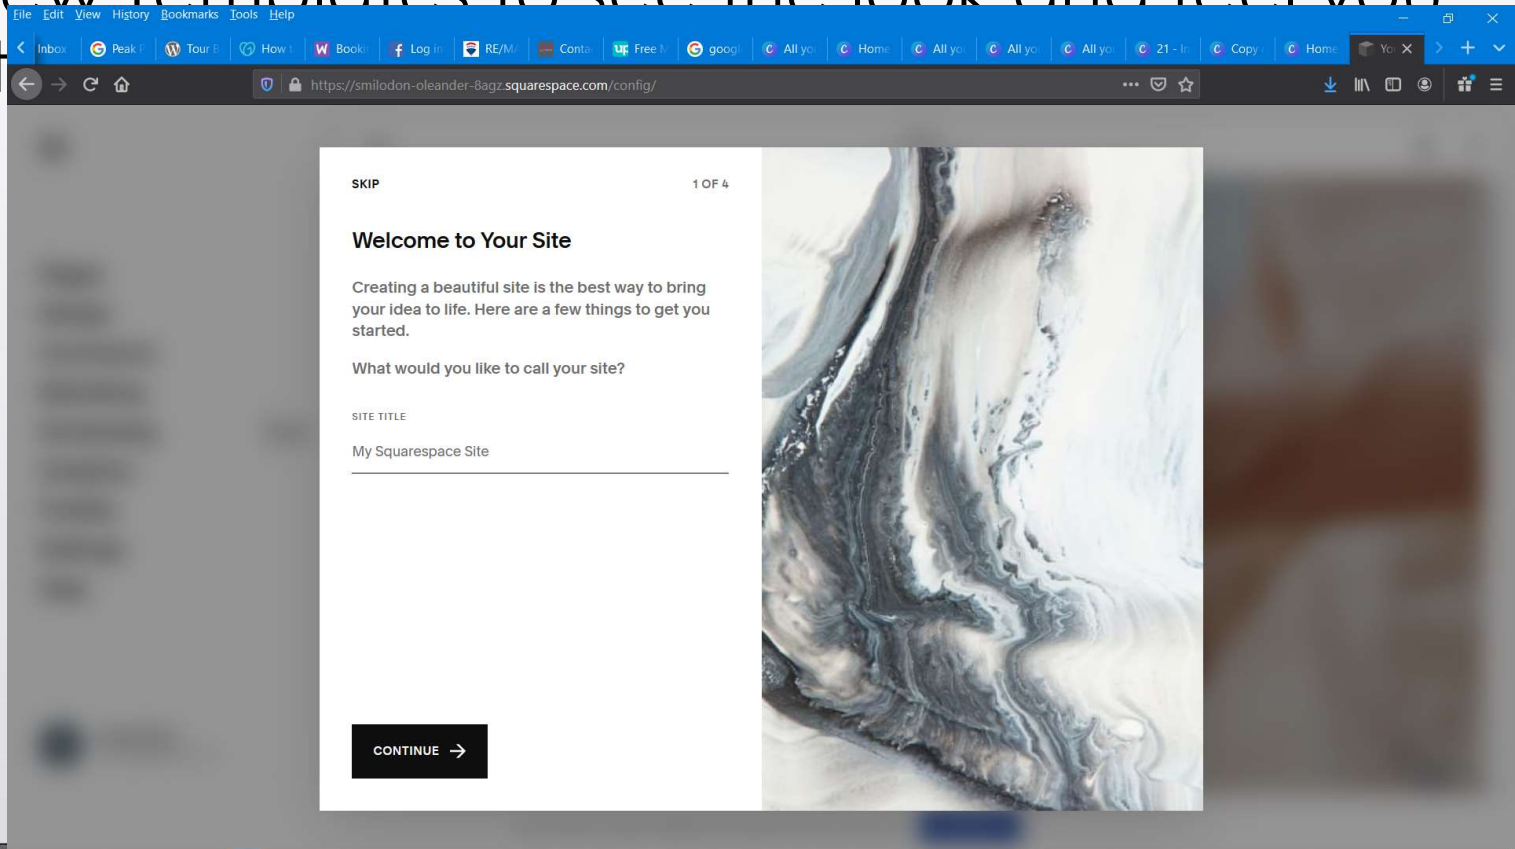 File Edit View History Bookmarks Tools Help
Inbox Peak Tour How Booki Log in RE/M Conta Free goog All yo Home All yo All yo All yo 21 - Copy Home Yo
https://smilodon-oleander-8agz.squarespace.com/config/
SKIP 1 OF 4
Welcome to Your Site
Creating a beautiful site is the best way to bring
your idea to life. Here are a few things to get you
started.
What would you like to call your site?
SITE TITLE
My Squarespace Site
CONTINUE